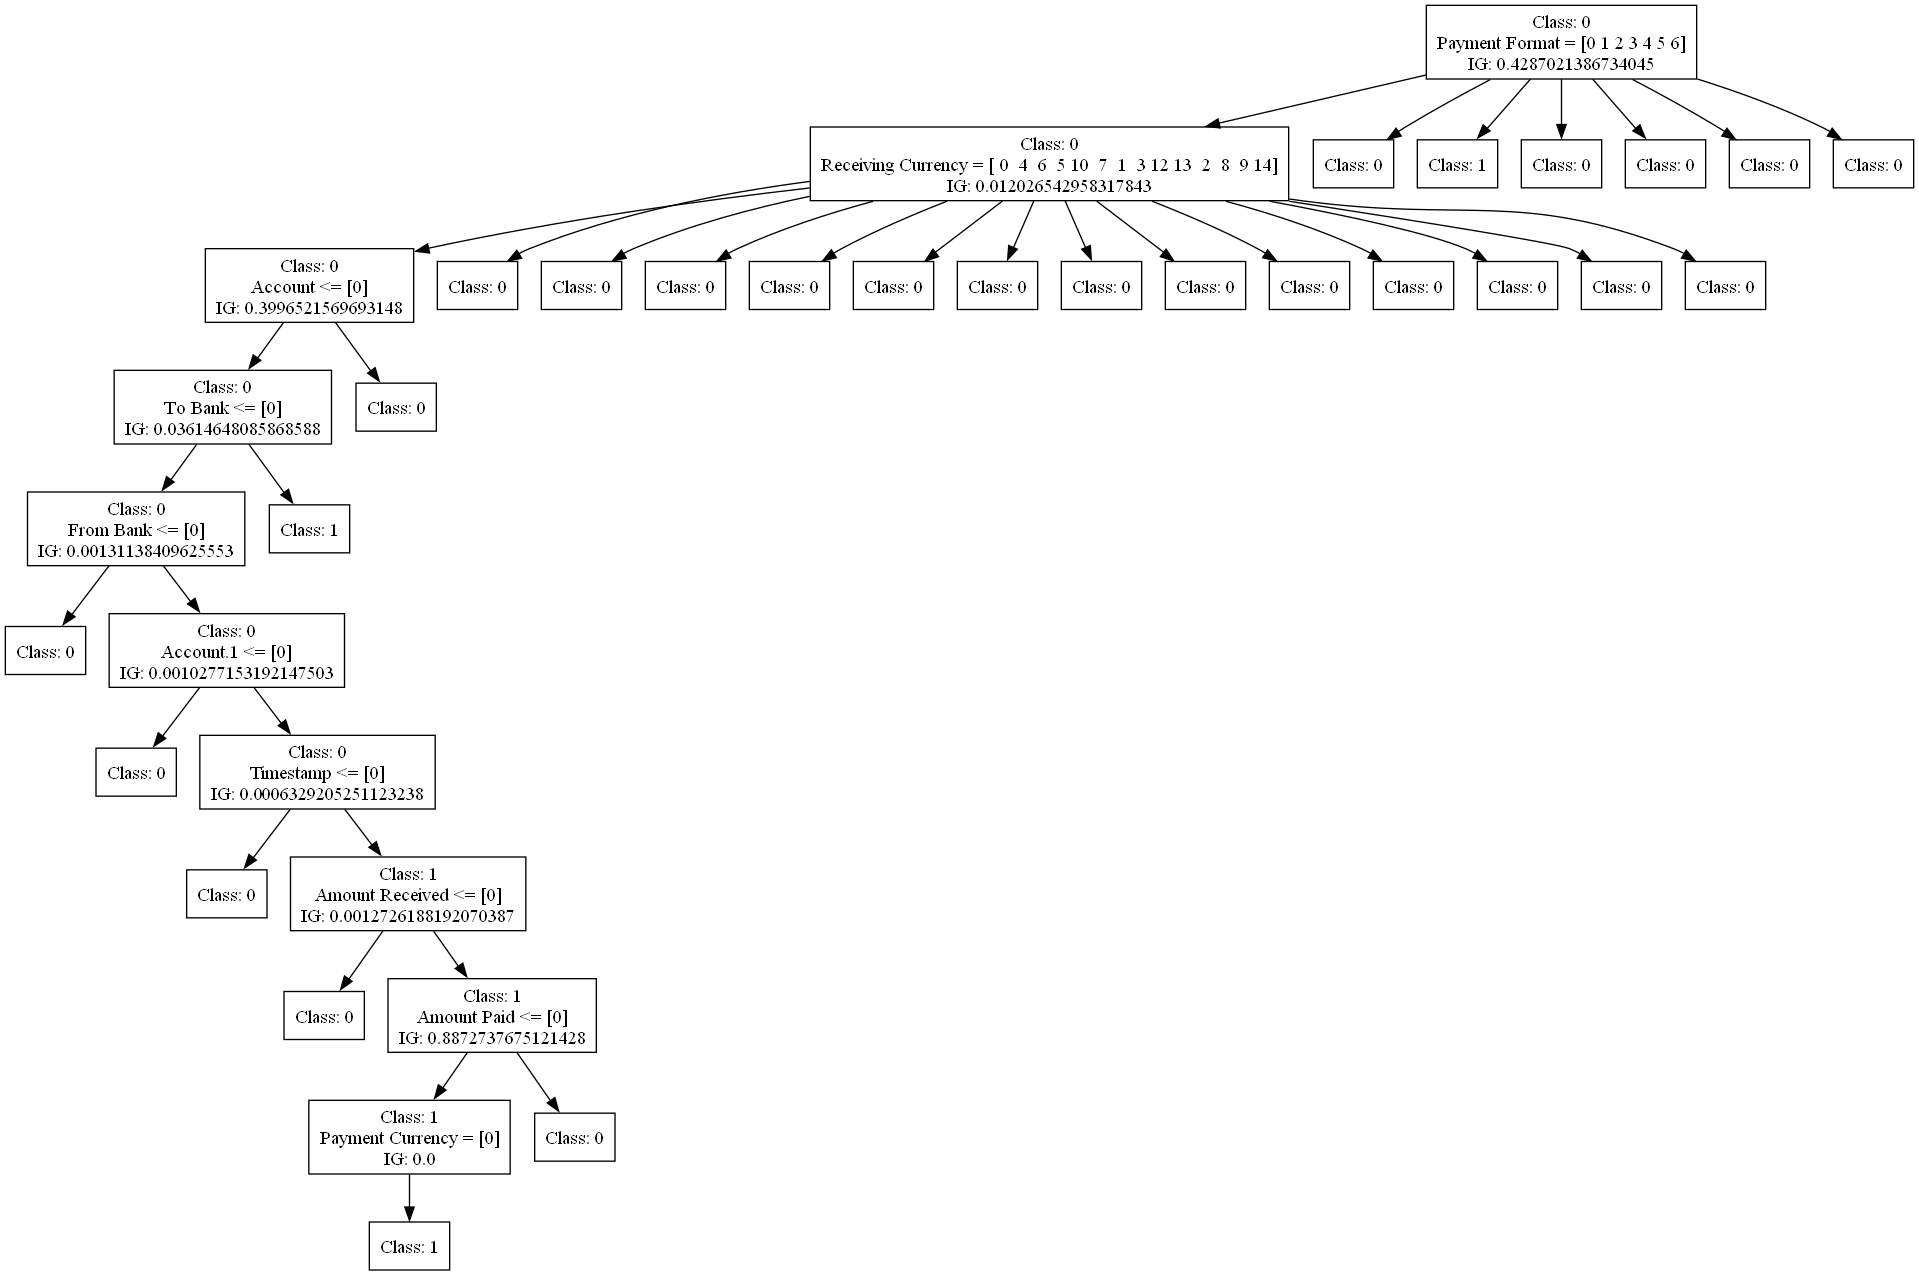 Class: 0
Payment Format = [0 1 2 3 4 5 6]
IG: 0.4287021386734045
Class: 0
Receiving Currency = [ 0  4  6  5 10  7  1  3 12 13  2  8  9 14]
IG: 0.012026542958317843
Class: 0
Class: 1
Class: 0
Class: 0
Class: 0
Class: 0
Class: 0
Account <= [0]
IG: 0.3996521569693148
Class: 0
Class: 0
Class: 0
Class: 0
Class: 0
Class: 0
Class: 0
Class: 0
Class: 0
Class: 0
Class: 0
Class: 0
Class: 0
Class: 0
To Bank <= [0]
IG: 0.03614648085868588
Class: 0
Class: 0
From Bank <= [0]
IG: 0.00131138409625553
Class: 1
Class: 0
Class: 0
Account.1 <= [0]
IG: 0.0010277153192147503
Class: 0
Class: 0
Timestamp <= [0]
IG: 0.0006329205251123238
Class: 0
Class: 1
Amount Received <= [0]
IG: 0.0012726188192070387
Class: 0
Class: 1
Amount Paid <= [0]
IG: 0.8872737675121428
Class: 1
Payment Currency = [0]
IG: 0.0
Class: 0
Class: 1